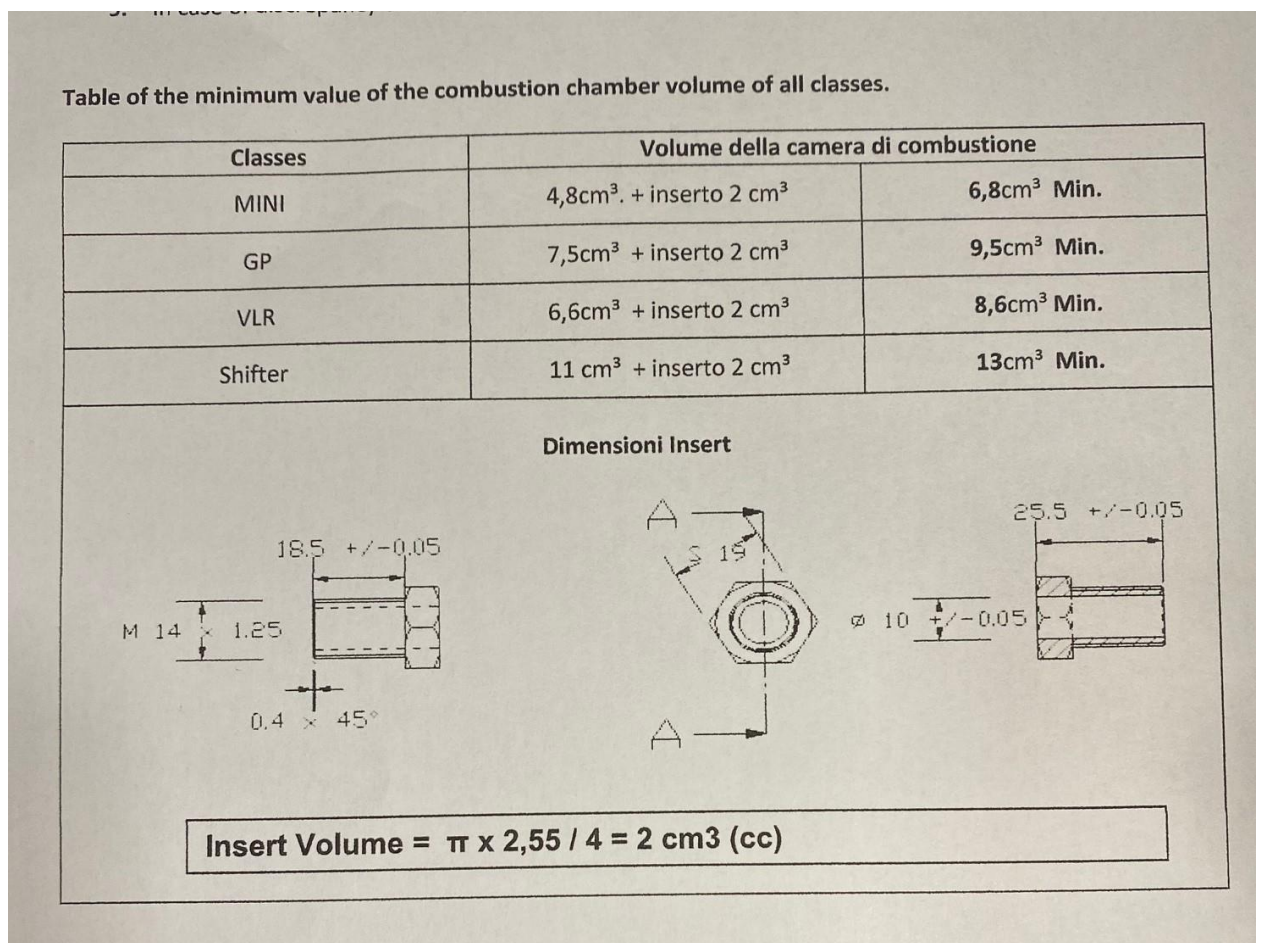 Table of the minimum value of the combustion chamber volume of all classes.
Classes Volume della camera di combustione
MINI 4,8cm³. + inserto 2 cm³ 6,8cm³ Min.
GP 7,5cm³ + inserto 2 cm³ 9,5cm³ Min.
VLR 6,6cm³ + inserto 2 cm³ 8,6cm³ Min.
Shifter 11 cm³ + inserto 2 cm³ 13cm³ Min.
Dimensioni Insert
18.5 +/-0.05
M 14 x 1.25
0.4 x 45°
A
S 19
A
25.5 +/-0.05
ø 10 +/-0.05
Insert Volume = π x 2,55 / 4 = 2 cm3 (cc)